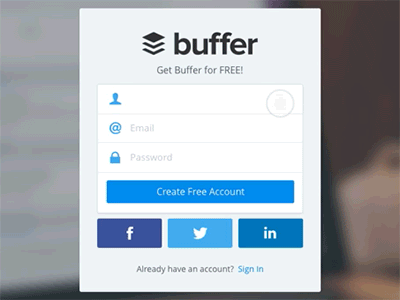 buffer
Get Buffer for FREE!
@ Email
Password
Create Free Account
f
in
Already have an account? Sign In